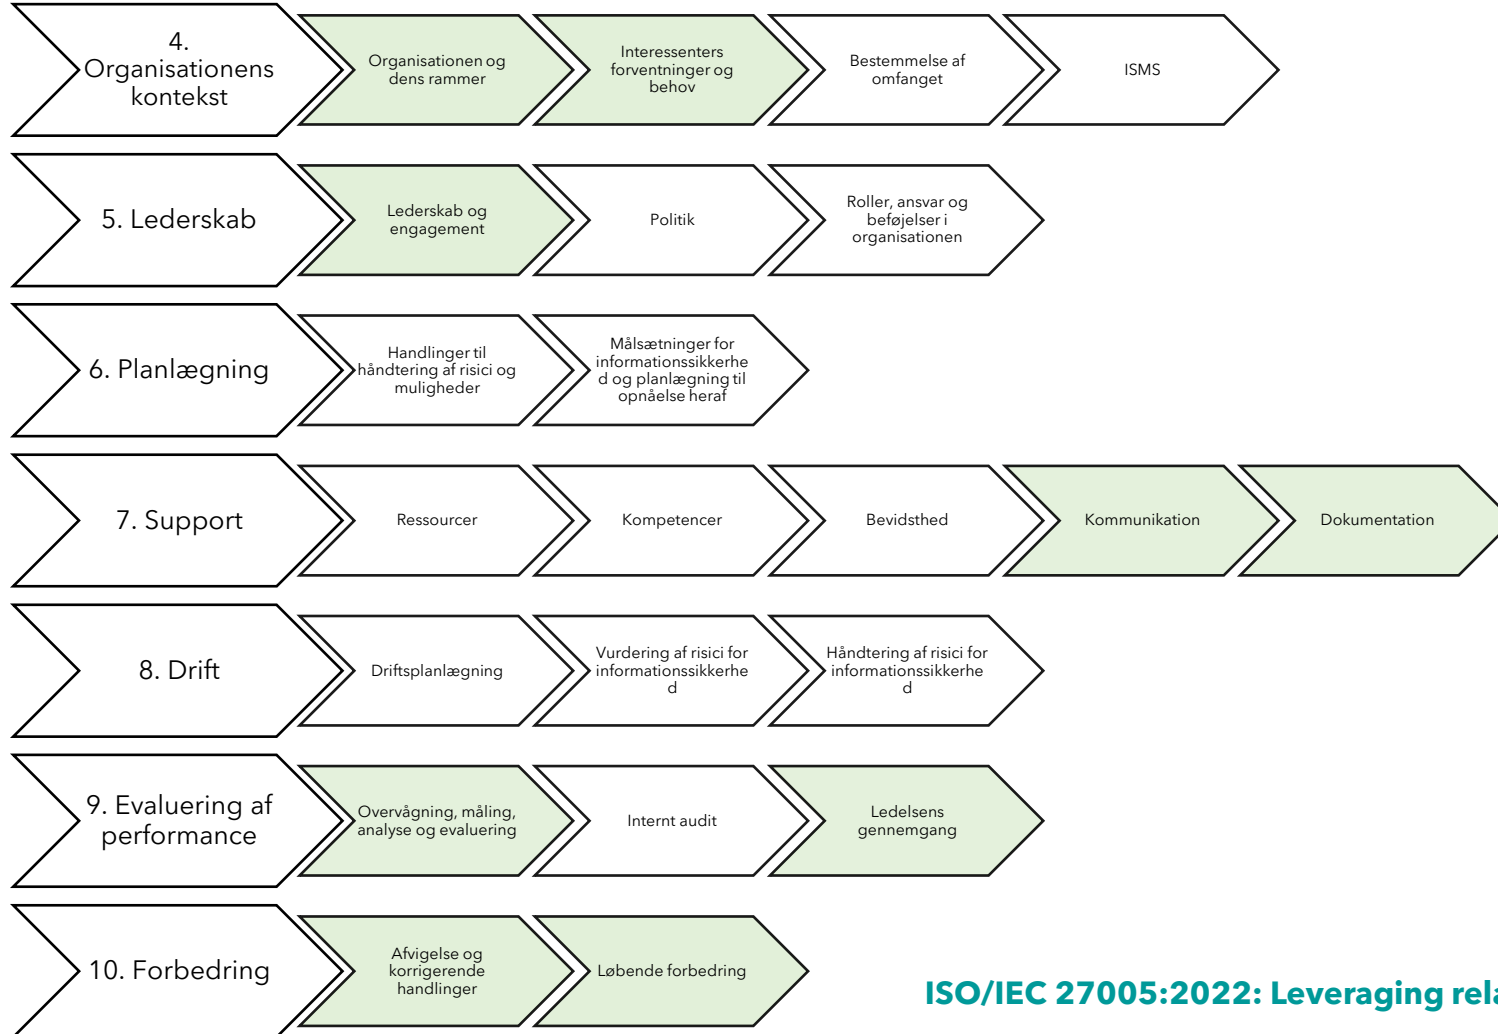 4.
Organisationens
kontekst
Organisationen og
dens rammer
Interessenters
forventninger og
behov
Bestemmelse af
omfanget
ISMS
5. Lederskab
Lederskab og
engagement
Politik
Roller, ansvar og
beføjelser i
organisationen
6. Planlægning
Handlinger til
håndtering af risici og
muligheder
Målsætninger for
informationssikkerhe
d og planlægning til
opnåelse heraf
7. Support
Ressourcer
Kompetencer
Bevidsthed
Kommunikation
Dokumentation
8. Drift
Driftsplanlægning
Vurdering af risici for
informationssikkerhe
d
Håndtering af risici for
informationssikkerhe
d
9. Evaluering af
performance
Overvågning, måling,
analyse og evaluering
Internt audit
Ledelsens
gennemgang
10. Forbedring
Afvigelse og
korrigerende
handlinger
Løbende forbedring
ISO/IEC 27005:2022: Leveraging rela